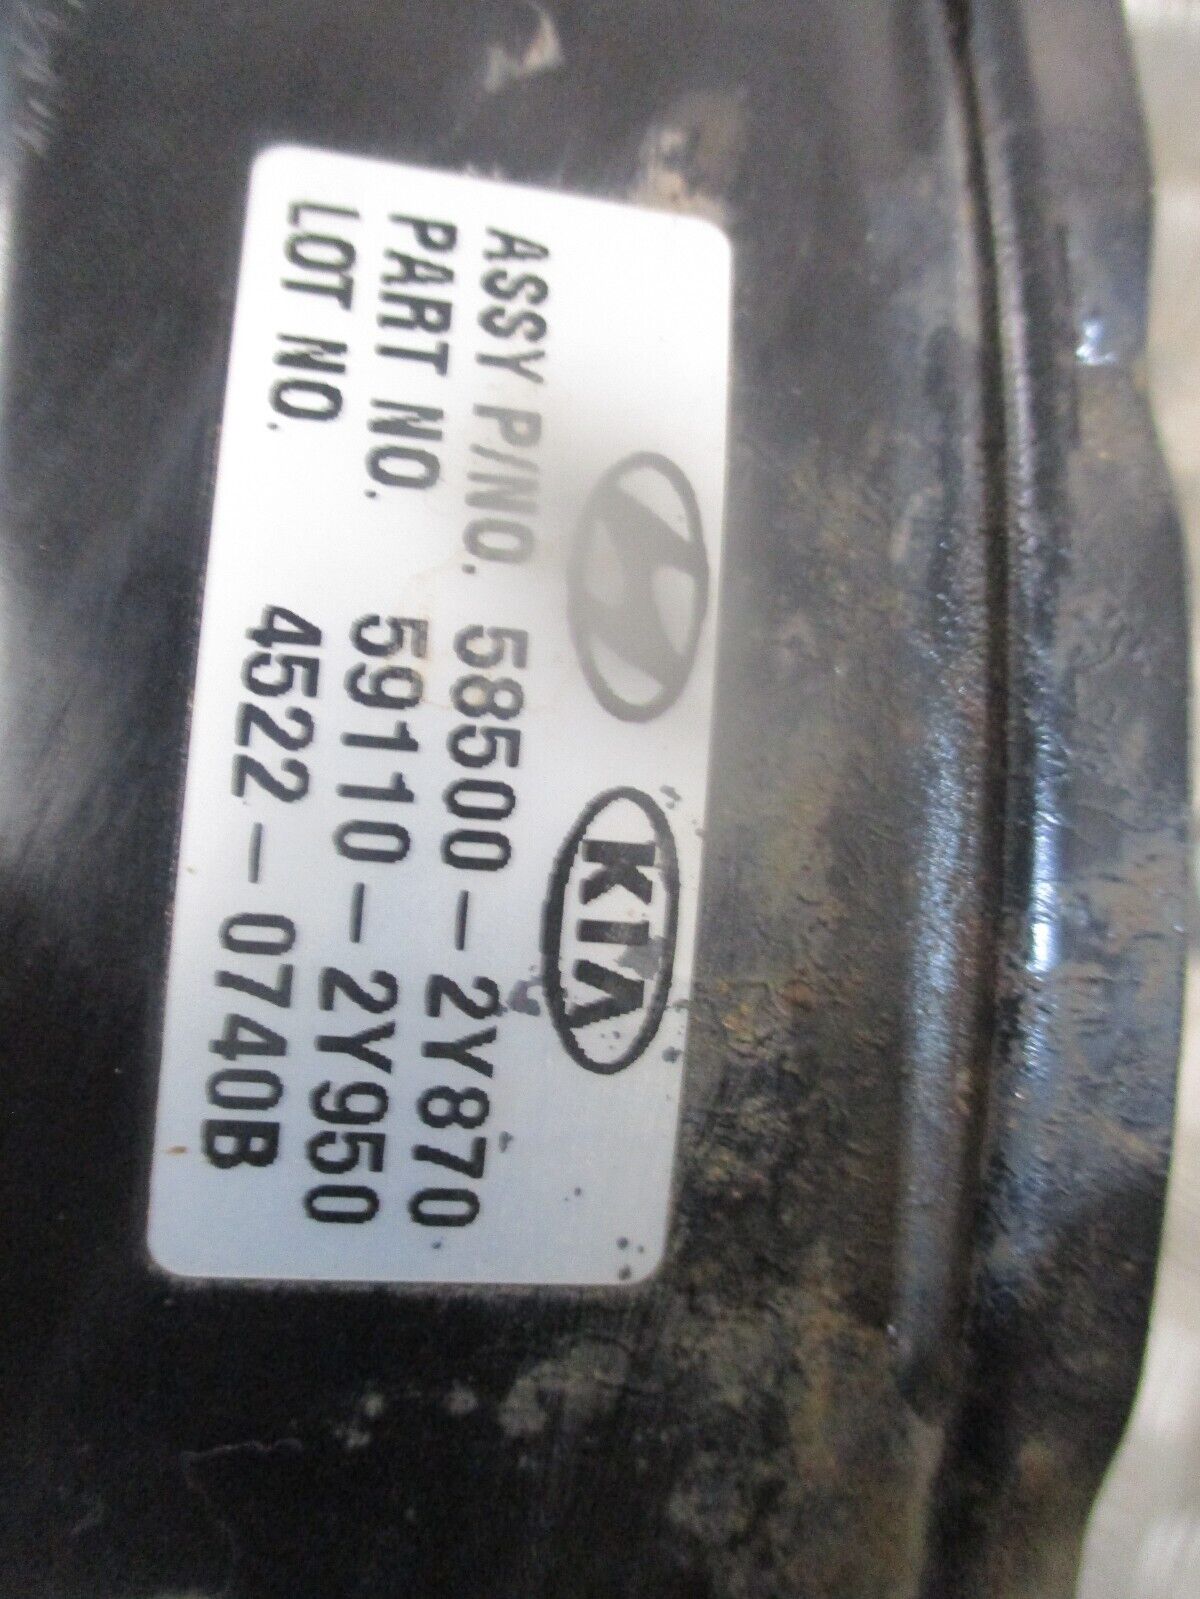 KIA
ASSY P/NO. 58500-2Y870
PART NO. 59110-2Y950
LOT NO. 4522-0740B